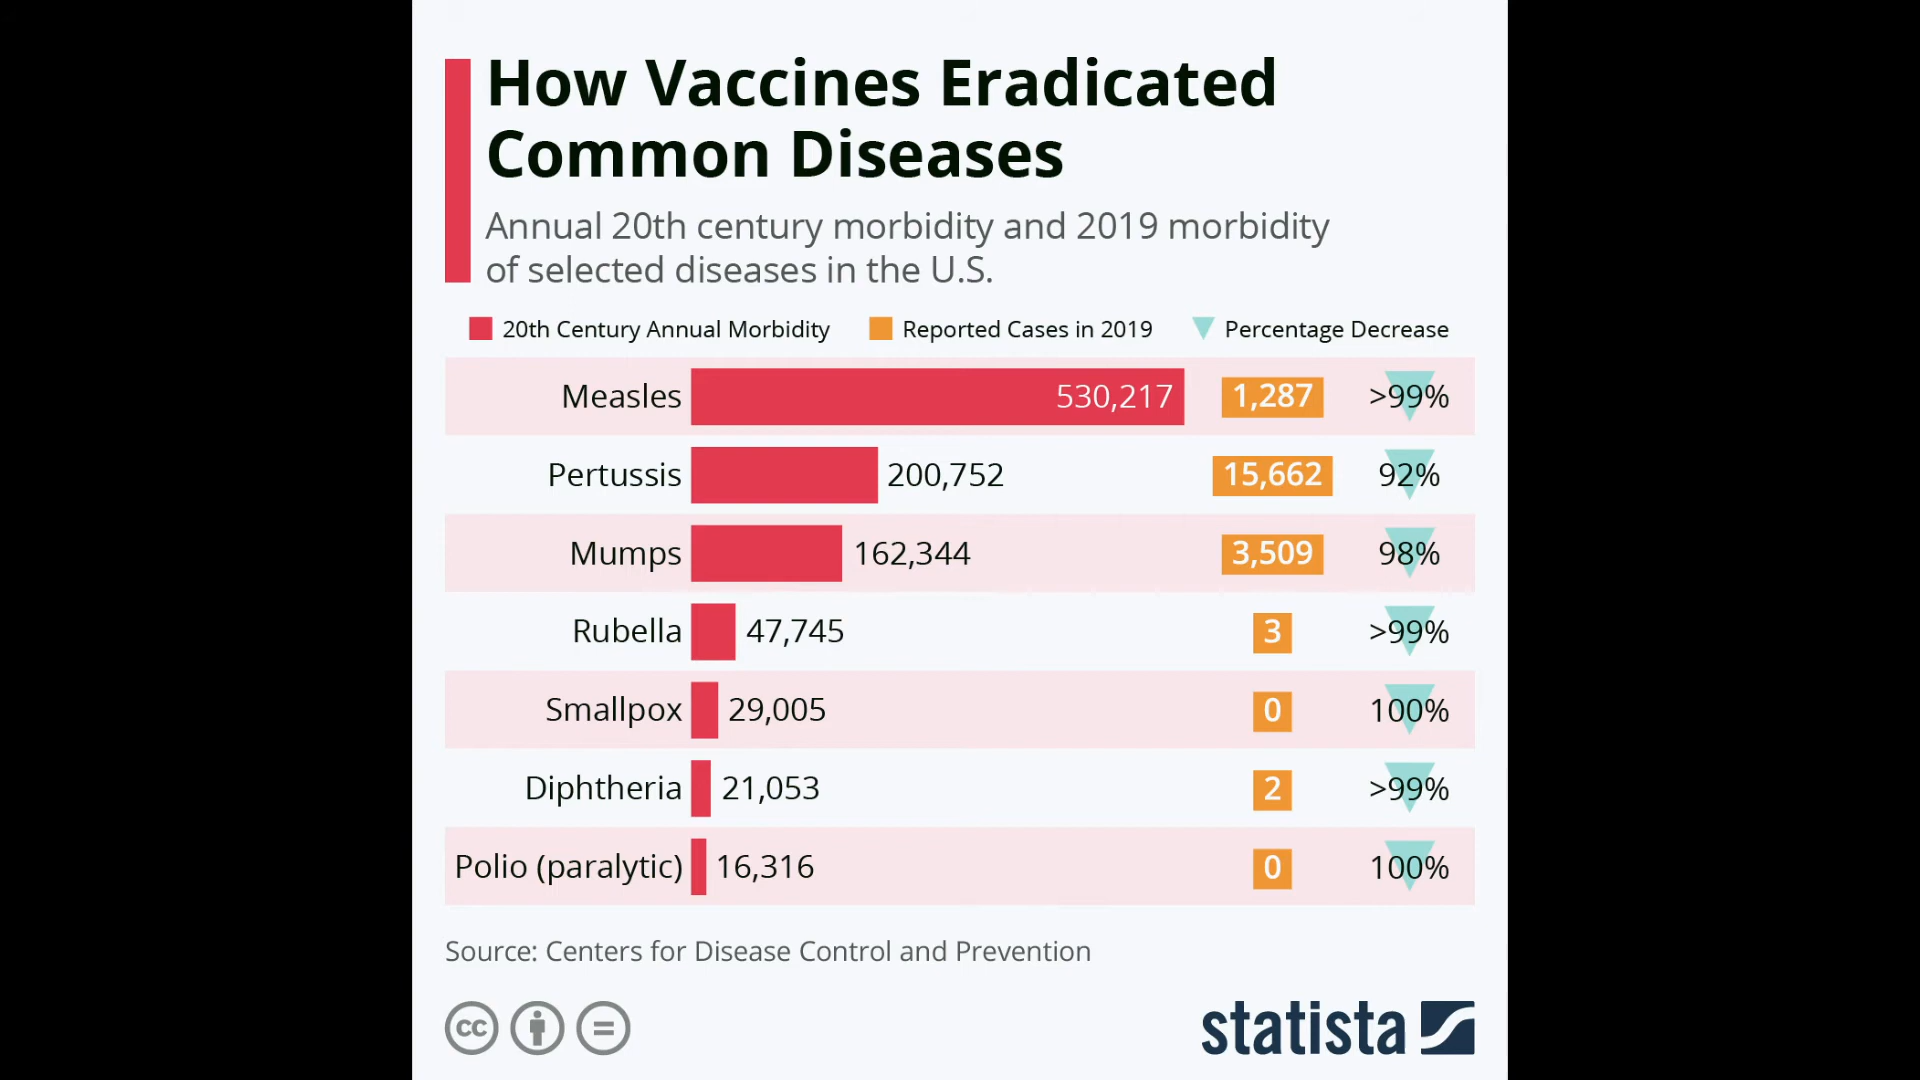 How Vaccines Eradicated
Common Diseases
Annual 20th century morbidity and 2019 morbidity
of selected diseases in the U.S.
20th Century Annual Morbidity Reported Cases in 2019 Percentage Decrease
Measles 530,217 1,287 >99%
Pertussis 200,752 15,662 92%
Mumps 162,344 3,509 98%
Rubella 47,745 3 >99%
Smallpox 29,005 0 100%
Diphtheria 21,053 2 >99%
Polio (paralytic) 16,316 0 100%
Source: Centers for Disease Control and Prevention
cc = statista